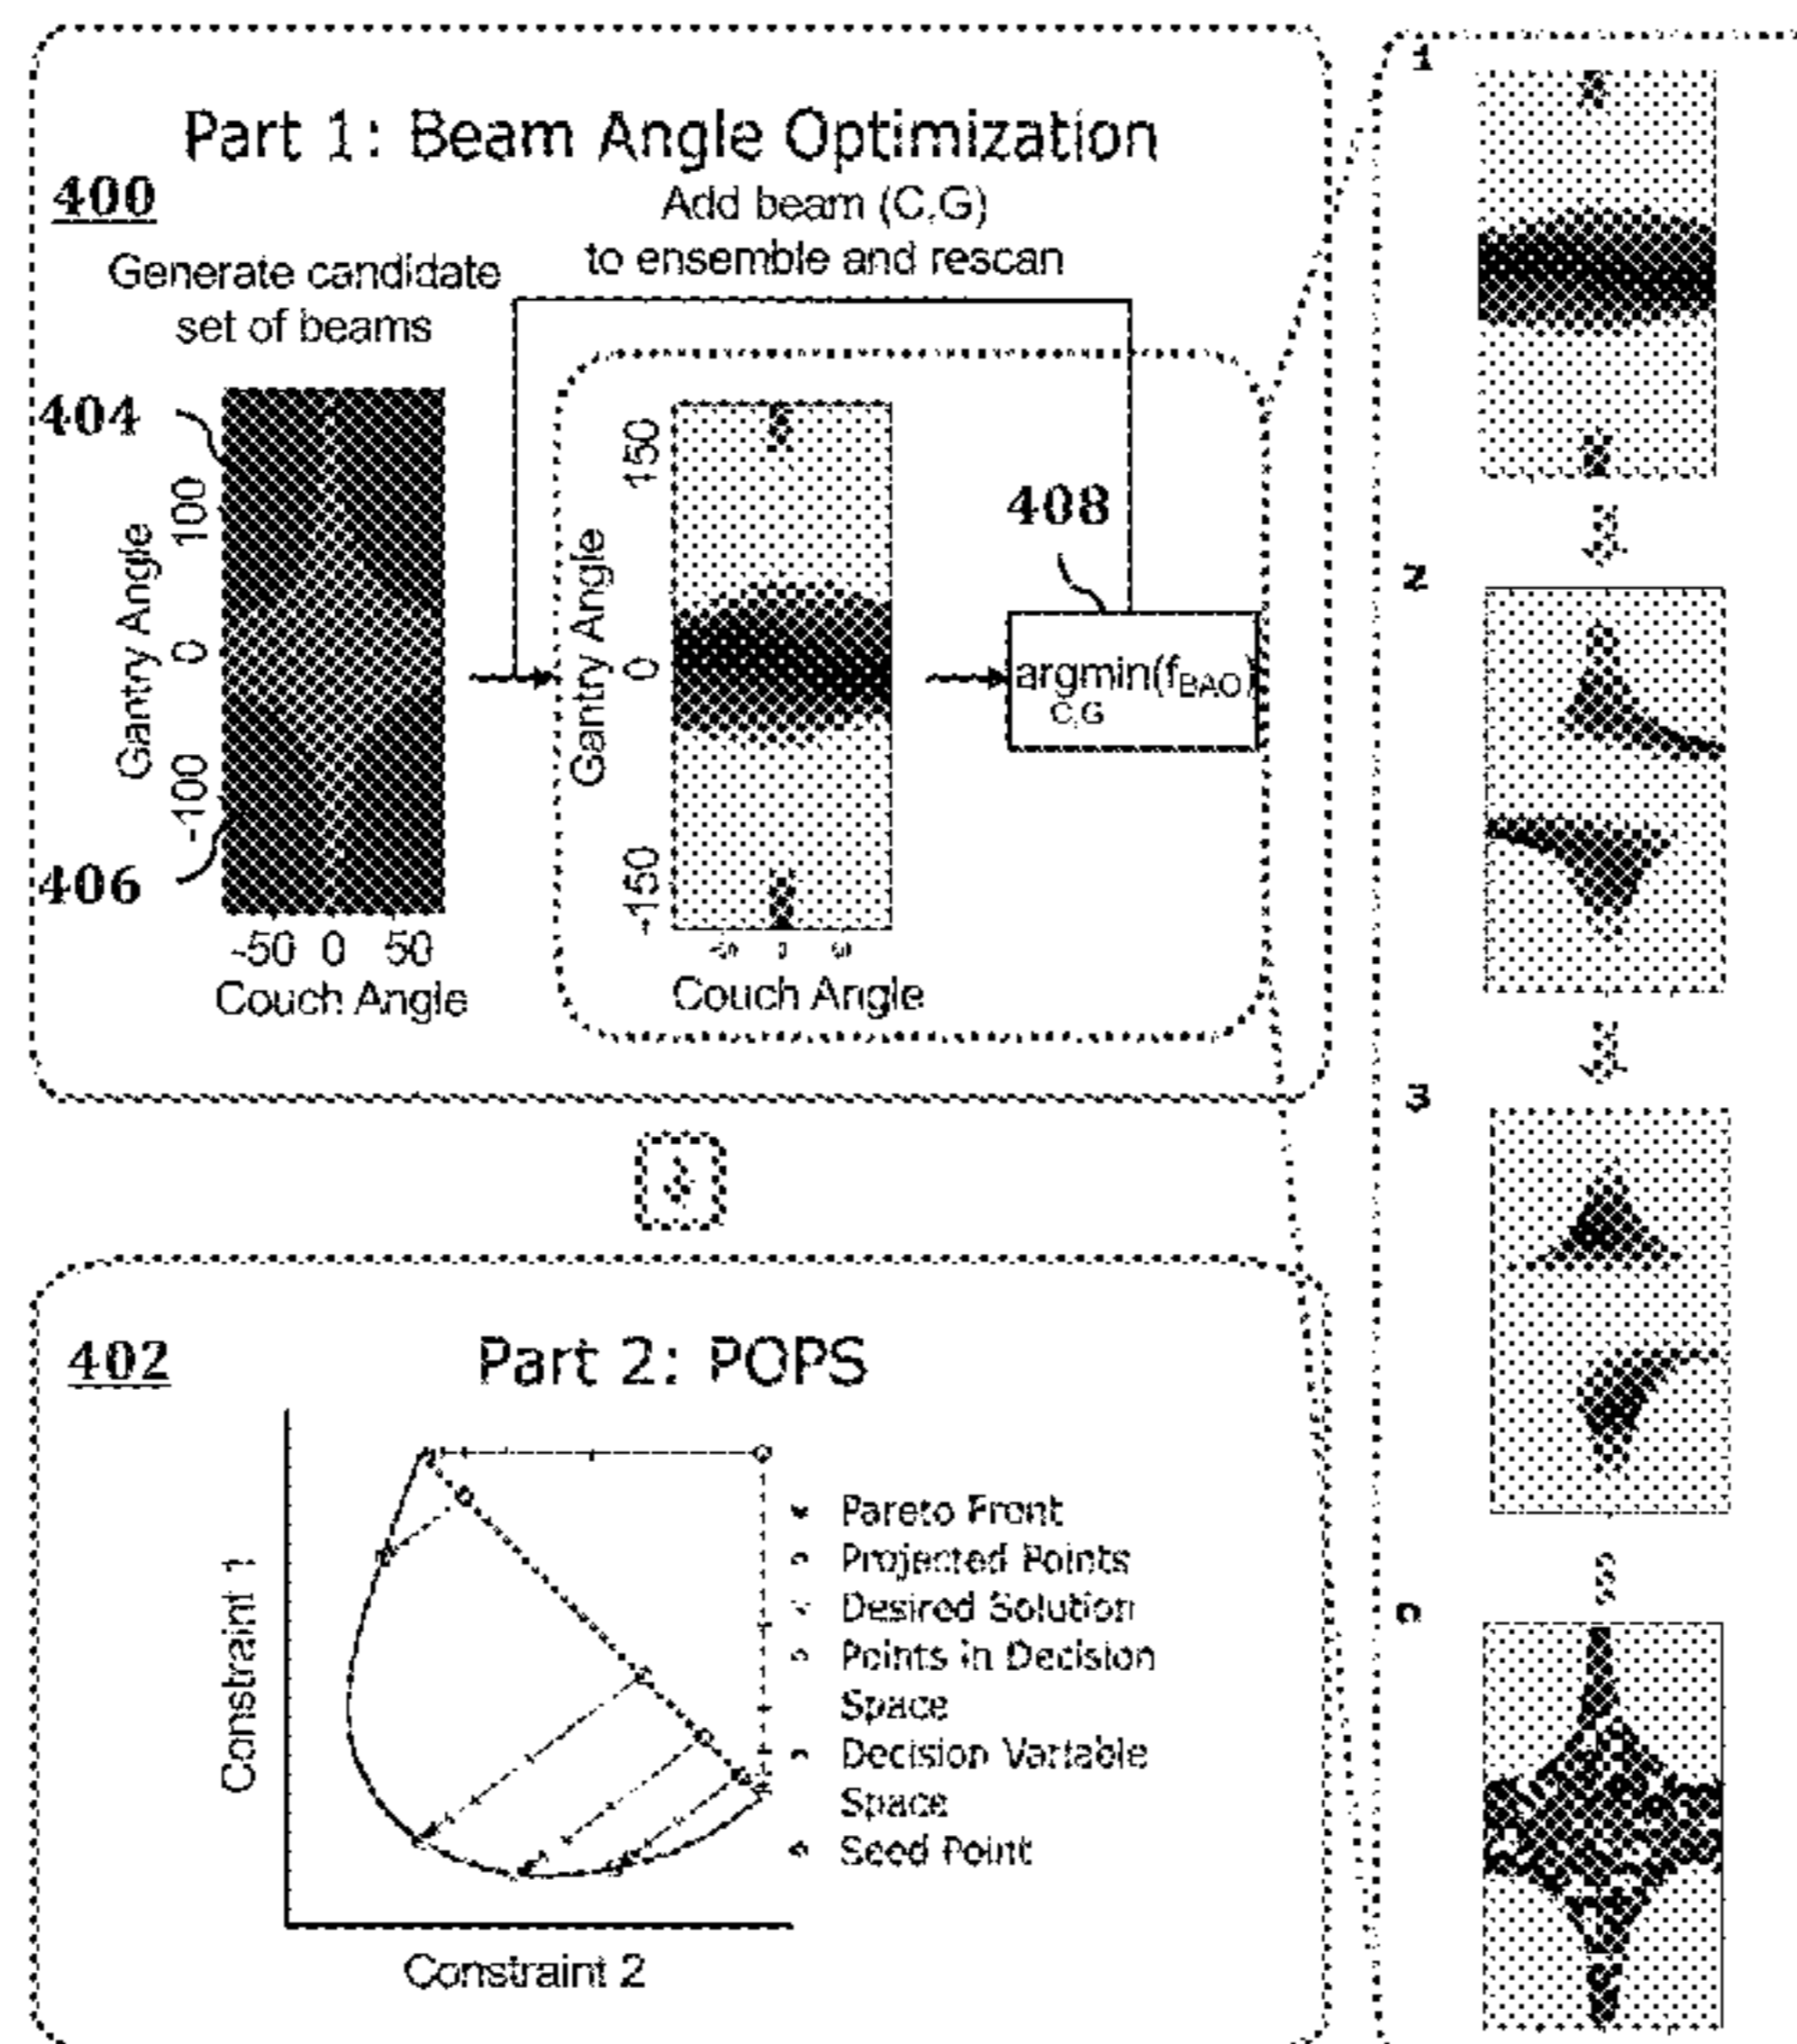 Part 1: Beam Angle Optimization
400
Add beam (C,G)
to ensemble and rescan
Generate candidate
set of beams
404
406
Gantry Angle
100
0
-100
-50 0 50
Couch Angle
Gantry Angle
150
0
-150
0
Couch Angle
408
argmin(fBAO)
C,G
402
Part 2: POPS
Constraint 1
Constraint 2
Pareto Front
Projected Points
Desired Solution
Points in Decision
Space
Decision Variable
Space
Seed Point
1
2
3